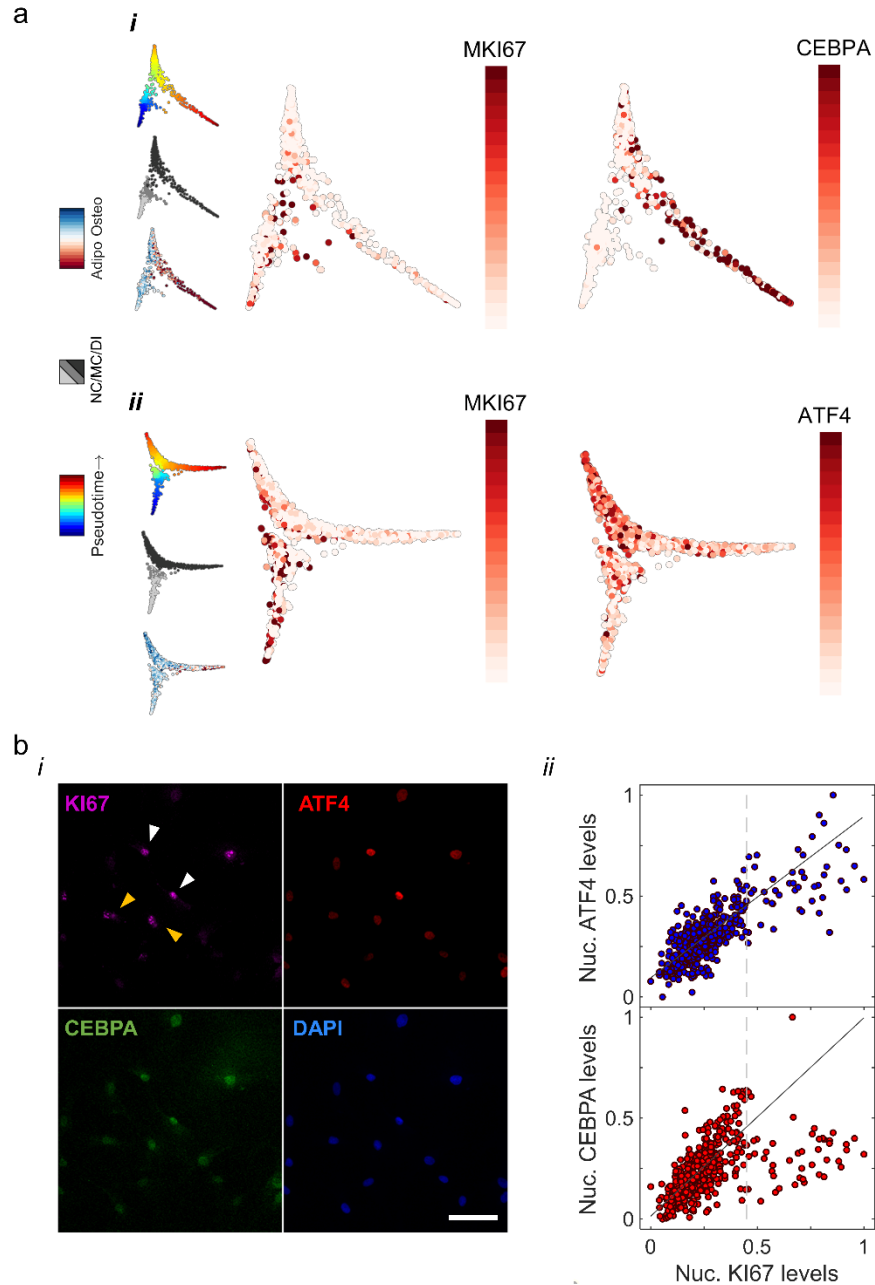 a
i
MKI67
CEBPA
Adipo Osteo
NC/MC/DI
ii
MKI67
ATF4
Pseudotime→
b
i
ii
KI67
ATF4
CEBPA
DAPI
1
0.5
0
Nuc. ATF4 levels
1
0.5
0
Nuc. CEBPA levels
0
0.5
1
Nuc. KI67 levels